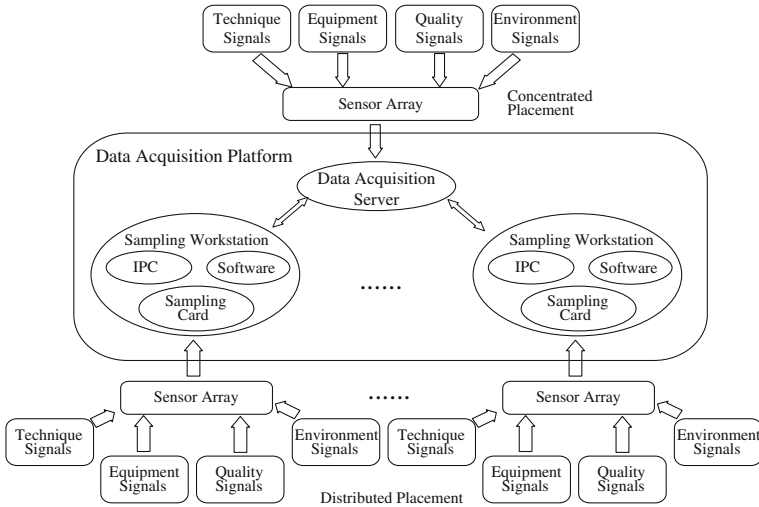 Technique
Signals
Equipment
Signals
Quality
Signals
Environment
Signals
Sensor Array
Concentrated
Placement
Data Acquisition Platform
Data Acquisition
Server
Sampling Workstation
IPC
Software
Sampling
Card
......
Sampling Workstation
IPC
Software
Sampling
Card
Sensor Array
......
Sensor Array
Technique
Signals
Environment
Signals
Technique
Signals
Environment
Signals
Equipment
Signals
Quality
Signals
Equipment
Signals
Quality
Signals
Distributed Placement